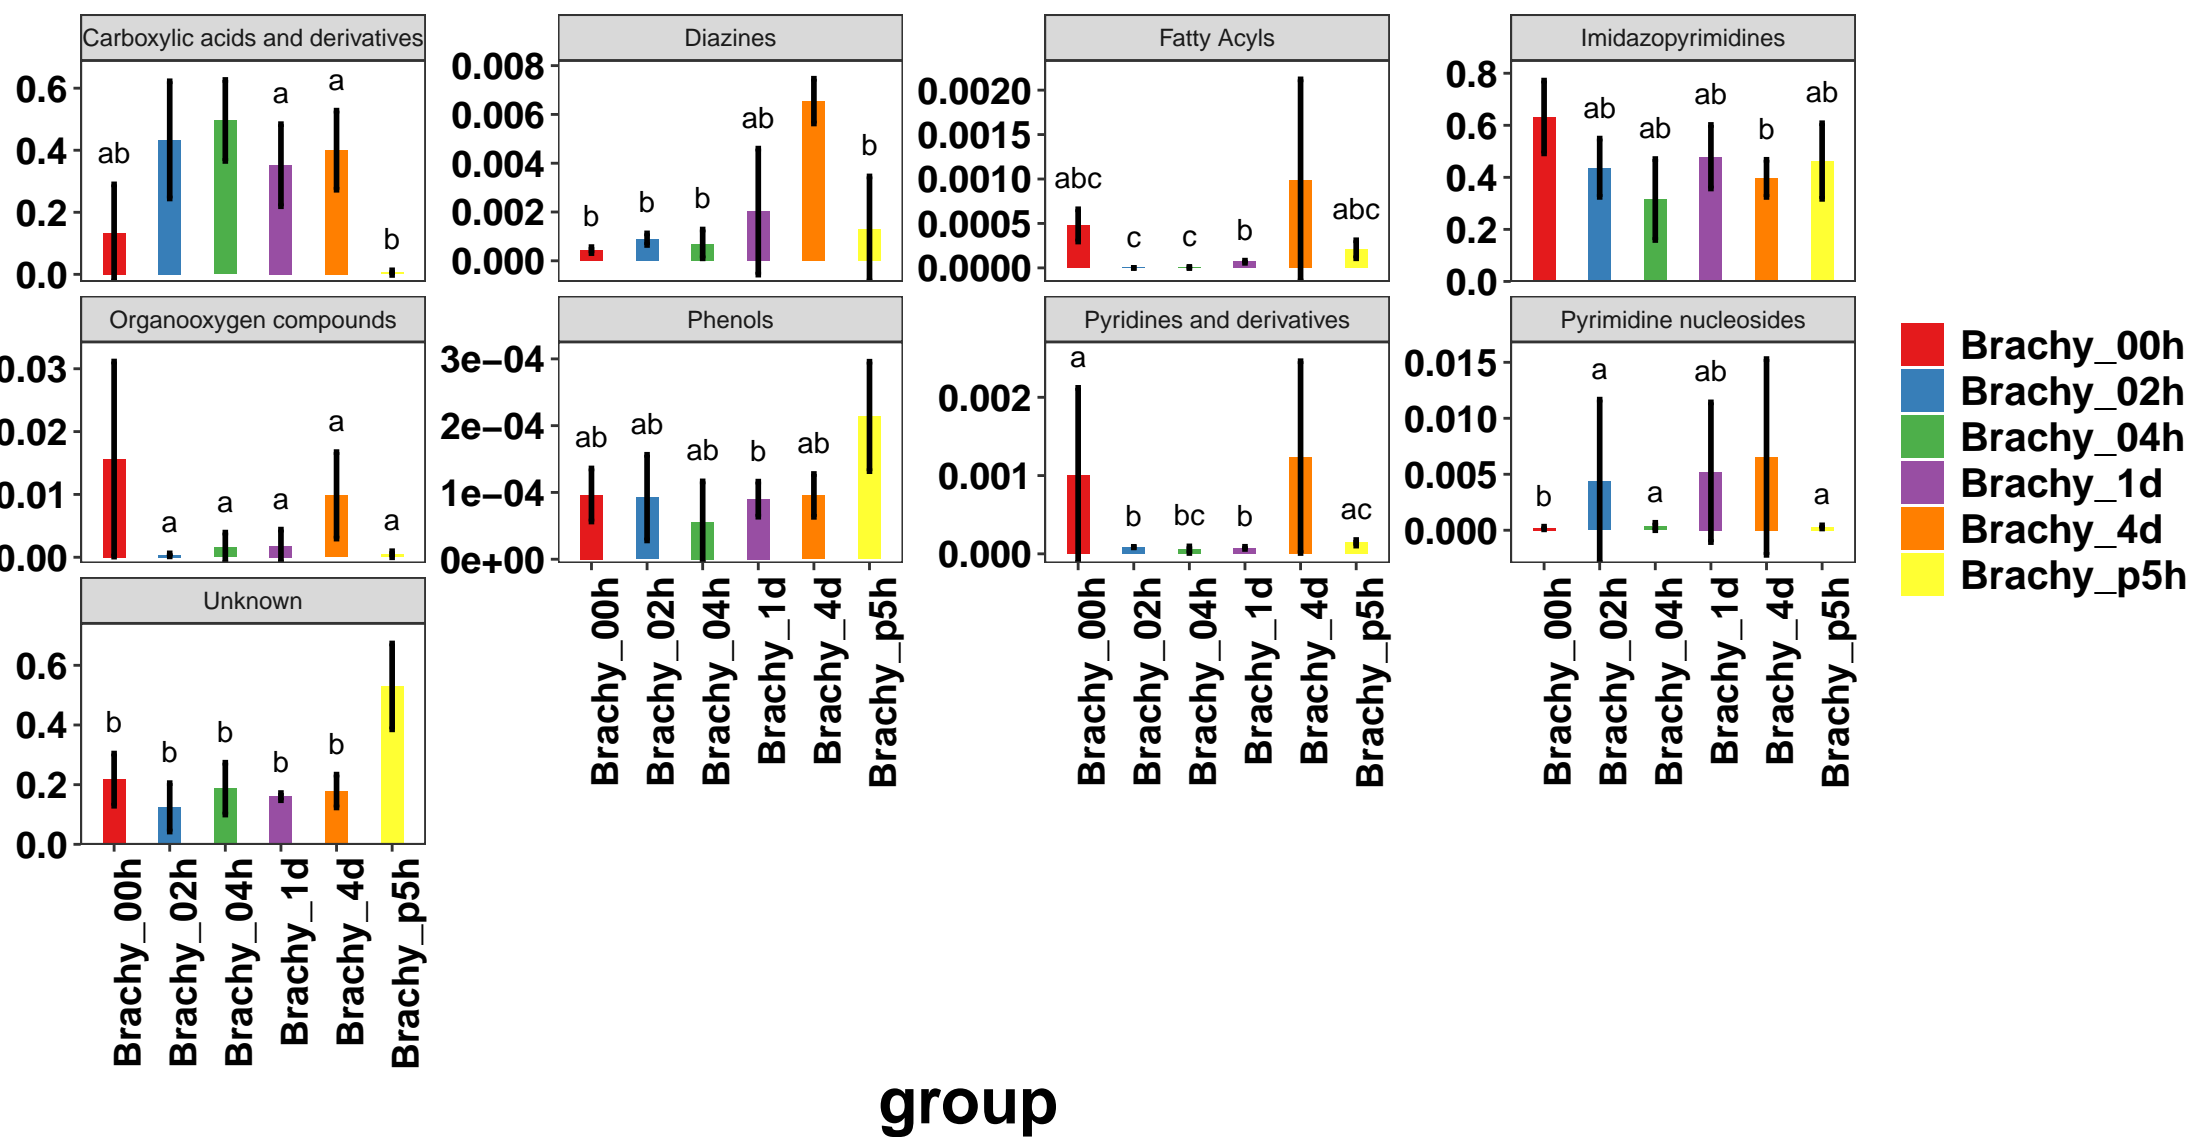 Carboxylic acids and derivatives
0.6
0.4
0.2
0.0
ab
a
a
b
Diazines
0.008
0.006
0.004
0.002
0.000
b
b
b
ab
b
Fatty Acyls
0.0020
0.0015
0.0010
0.0005
0.0000
abc
c
c
b
abc
Imidazopyrimidines
0.8
0.6
0.4
0.2
0.0
ab
ab
ab
b
ab
Organooxygen compounds
0.03
0.02
0.01
0.00
a
a
a
a
a
Phenols
3e−04
2e−04
1e−04
0e+00
ab
ab
ab
b
ab
Brachy_00h
Brachy_02h
Brachy_04h
Brachy_1d
Brachy_4d
Brachy_p5h
Pyridines and derivatives
0.002
0.001
0.000
a
b
bc
b
ac
Brachy_00h
Brachy_02h
Brachy_04h
Brachy_1d
Brachy_4d
Brachy_p5h
Pyrimidine nucleosides
0.015
0.010
0.005
0.000
b
a
a
ab
a
Brachy_00h
Brachy_02h
Brachy_04h
Brachy_1d
Brachy_4d
Brachy_p5h
Unknown
0.6
0.4
0.2
0.0
b
b
b
b
b
Brachy_00h
Brachy_02h
Brachy_04h
Brachy_1d
Brachy_4d
Brachy_p5h
Brachy_00h
Brachy_02h
Brachy_04h
Brachy_1d
Brachy_4d
Brachy_p5h
group